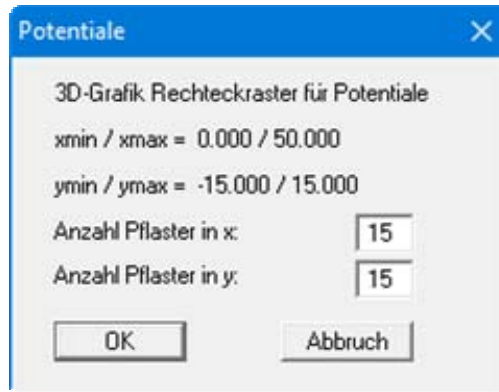 Potentiale
3D-Grafik Rechteckraster für Potentiale
xmin / xmax = 0.000 / 50.000
ymin / ymax = -15.000 / 15.000
Anzahl Pflaster in x: 15
Anzahl Pflaster in y: 15
OK Abbruch